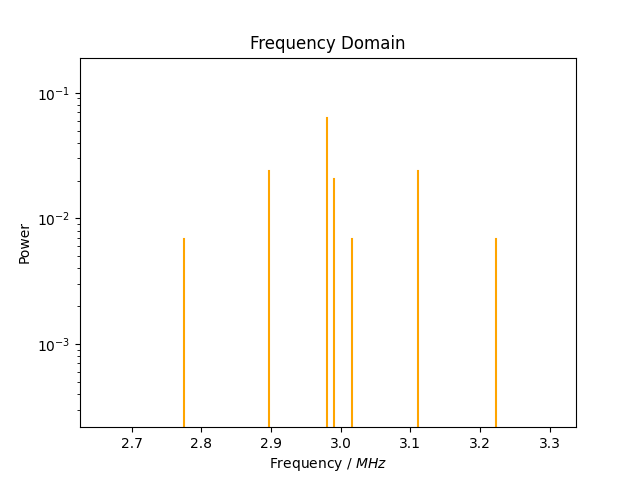 Frequency Domain
Power
10⁻¹
10⁻²
10⁻³
2.7 2.8 2.9 3.0 3.1 3.2 3.3
Frequency / MHz